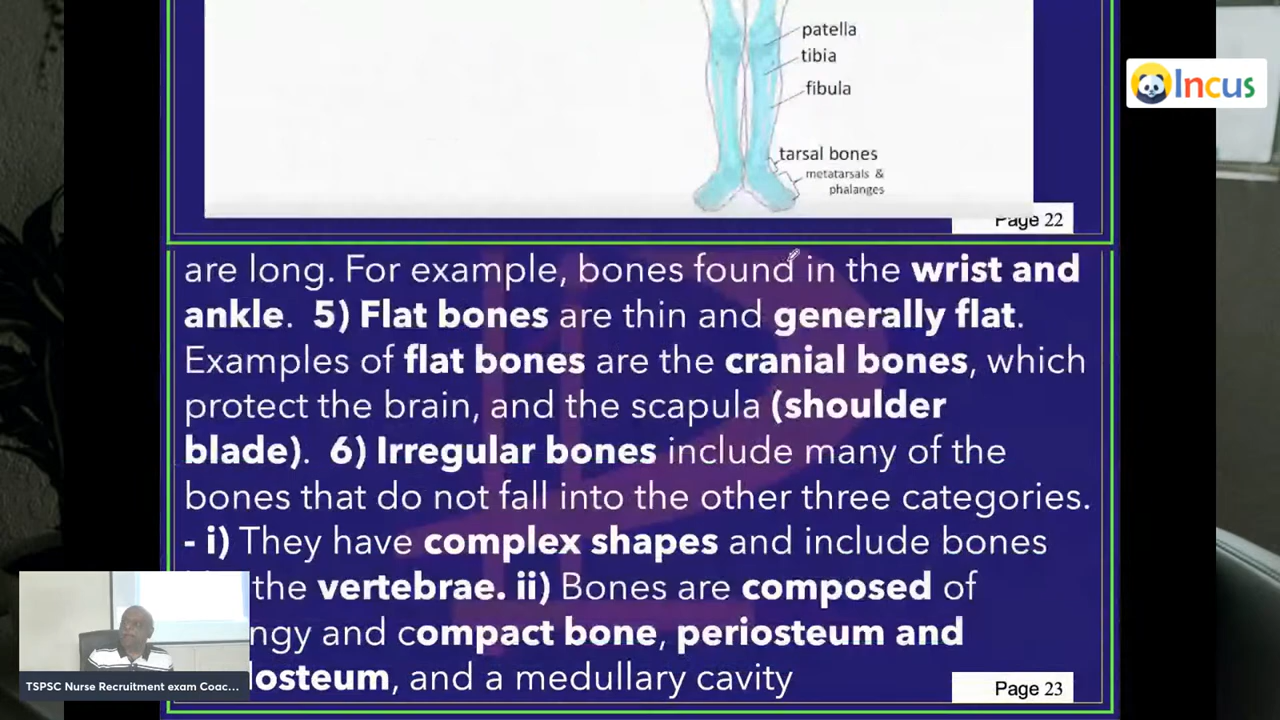 patella
tibia
fibula
tarsal bones
metatarsals &
phalanges
Incus
Page 22
are long. For example, bones found in the wrist and
ankle. 5) Flat bones are thin and generally flat.
Examples of flat bones are the cranial bones, which
protect the brain, and the scapula (shoulder
blade). 6) Irregular bones include many of the
bones that do not fall into the other three categories.
- i) They have complex shapes and include bones
the vertebrae. ii) Bones are composed of
ngy and compact bone, periosteum and
losteum, and a medullary cavity
TSPSC Nurse Recruitment exam Coac...
Page 23